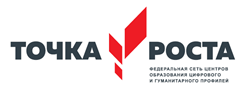 ТОЧКА РОСТА
ФЕДЕРАЛЬНАЯ СЕТЬ ЦЕНТРОВ
ОБРАЗОВАНИЯ ЦИФРОВОГО
И ГУМАНИТАРНОГО ПРОФИЛЕЙ